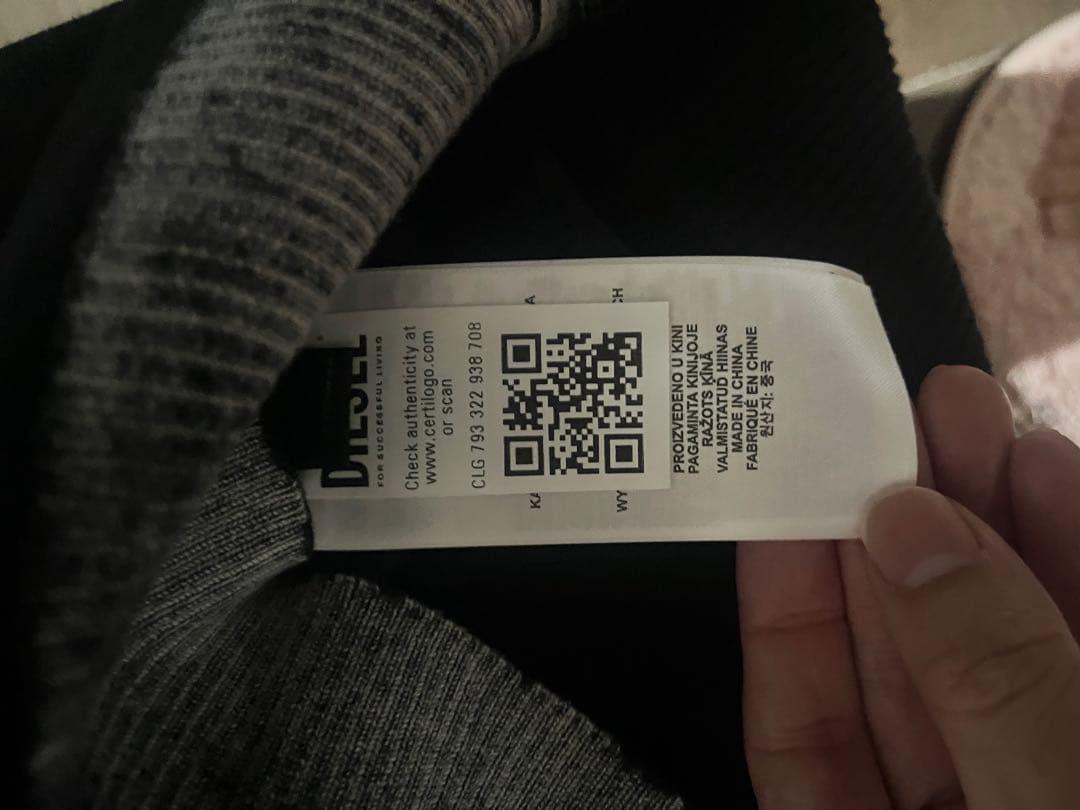 DIESEL
FOR SUCCESSFUL LIVING
Check authenticity at
www.certilogo.com
or scan
CLG 793 322 938 708
PROIZVEDENO U KINI
PAGAMINTA KINIJOJE
RAŽOTS ĶĪNĀ
VALMISTATUD HIINAS
MADE IN CHINA
FABRIQUÉ EN CHINE
원산지: 중국